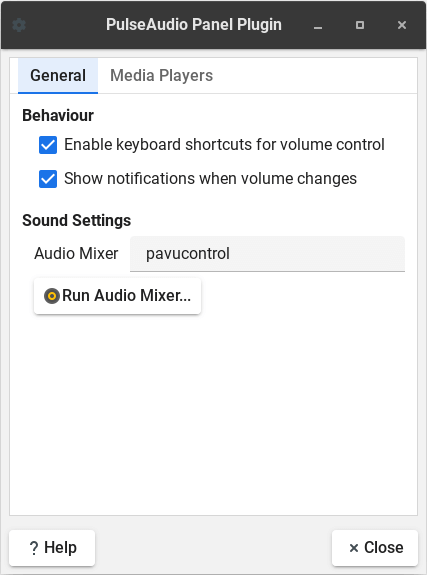 PulseAudio Panel Plugin
General Media Players
Behaviour
Enable keyboard shortcuts for volume control
Show notifications when volume changes
Sound Settings
Audio Mixer pavucontrol
Run Audio Mixer...
? Help × Close